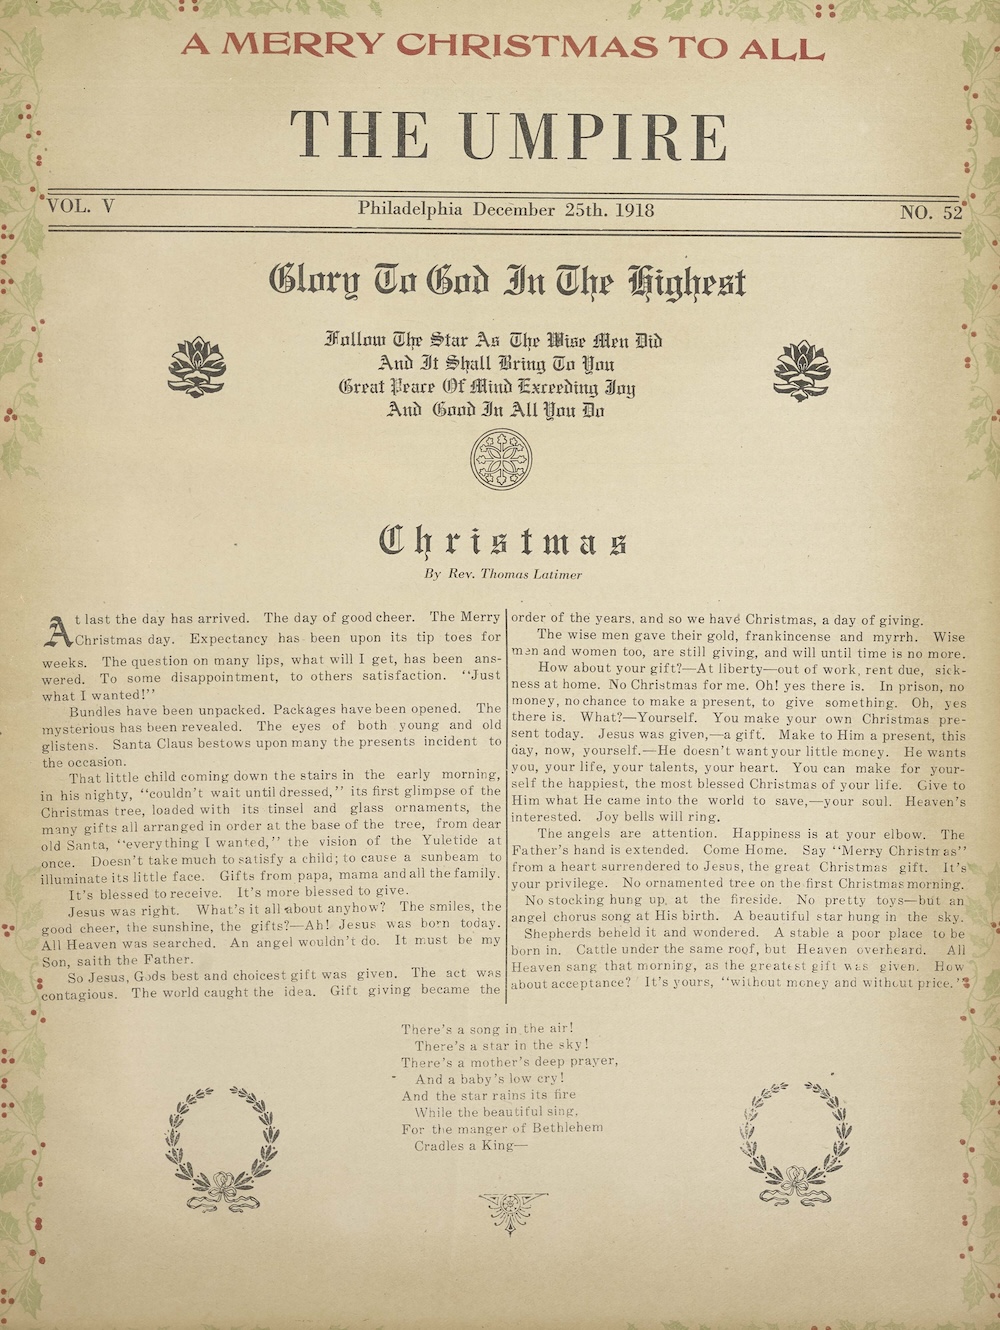 A MERRY CHRISTMAS TO ALL
THE UMPIRE
VOL. V Philadelphia December 25th. 1918 NO. 52
Glory To God In The Highest
Follow The Star As The Wise Men Did
And It Shall Bring To You
Great Peace Of Mind Exceeding Joy
And Good In All You Do
Christmas
By Rev. Thomas Latimer
At last the day has arrived. The day of good cheer. The Merry
Christmas day. Expectancy has been upon its tip toes for
weeks. The question on many lips, what will I get, has been ans-
wered. To some disappointment, to others satisfaction. “Just
what I wanted!”
Bundles have been unpacked. Packages have been opened. The
mysterious has been revealed. The eyes of both young and old
glistens. Santa Claus bestows upon many the presents incident to
the occasion.
That little child coming down the stairs in the early morning,
in his nighty, “couldn’t wait until dressed,” its first glimpse of the
Christmas tree, loaded with its tinsel and glass ornaments, the
many gifts all arranged in order at the base of the tree, from dear
old Santa, “everything I wanted,” the vision of the Yuletide at
once. Doesn’t take much to satisfy a child; to cause a sunbeam to
illuminate its little face. Gifts from papa, mama and all the family.
It’s blessed to receive. It’s more blessed to give.
Jesus was right. What’s it all about anyhow? The smiles, the
good cheer, the sunshine, the gifts?—Ah! Jesus was born today.
All Heaven was searched. An angel wouldn’t do. It must be my
Son, saith the Father.
So Jesus, Gods best and choicest gift was given. The act was
contagious. The world caught the idea. Gift giving became the
order of the years, and so we have Christmas, a day of giving.
The wise men gave their gold, frankincense and myrrh. Wise
men and women too, are still giving, and will until time is no more.
How about your gift?—At liberty—out of work, rent due, sick-
ness at home. No Christmas for me. Oh! yes there is. In prison, no
money, no chance to make a present, to give something. Oh, yes
there is. What?—Yourself. You make your own Christmas pre-
sent today. Jesus was given,—a gift. Make to Him a present, this
day, now, yourself.—He doesn’t want your little money. He wants
you, your life, your talents, your heart. You can make for your-
self the happiest, the most blessed Christmas of your life. Give to
Him what He came into the world to save,—your soul. Heaven’s
interested. Joy bells will ring.
The angels are attention. Happiness is at your elbow. The
Father’s hand is extended. Come Home. Say “Merry Christmas”
from a heart surrendered to Jesus, the great Christmas gift. It’s
your privilege. No ornamented tree on the first Christmas morning.
No stocking hung up at the fireside. No pretty toys—but an
angel chorus song at His birth. A beautiful star hung in the sky.
Shepherds beheld it and wondered. A stable a poor place to be
born in. Cattle under the same roof, but Heaven overheard. All
Heaven sang that morning, as the greatest gift was given. How
about acceptance? It’s yours, “without money and without price.”
There’s a song in the air!
There’s a star in the sky!
There’s a mother’s deep prayer,
And a baby’s low cry!
And the star rains its fire
While the beautiful sing,
For the manger of Bethlehem
Cradles a King—